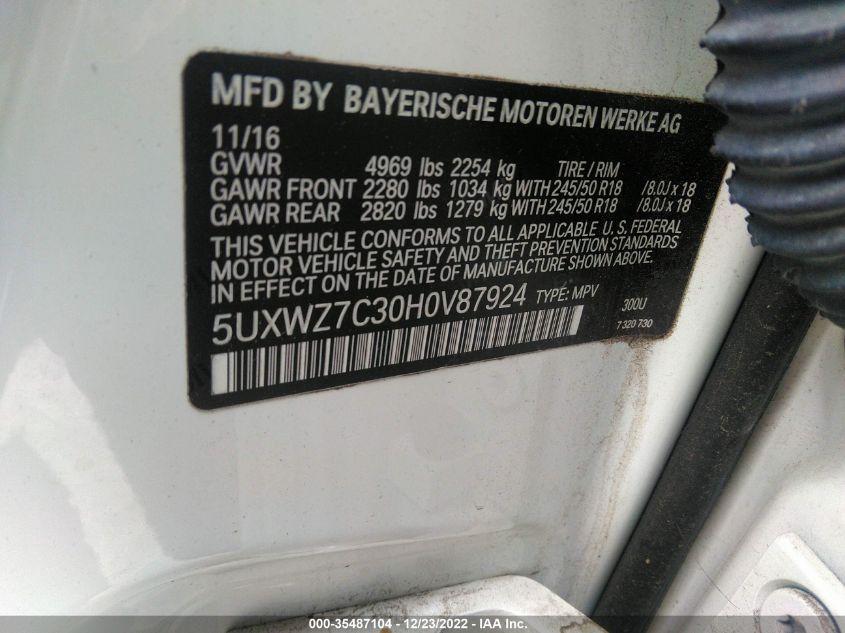 MFD BY BAYERISCHE MOTOREN WERKE AG
11/16
GVWR 4969 lbs 2254 kg TIRE / RIM
GAWR FRONT 2280 lbs 1034 kg WITH 245/50 R18 /8.0J x 18
GAWR REAR 2820 lbs 1279 kg WITH 245/50 R18 /8.0J x 18
THIS VEHICLE CONFORMS TO ALL APPLICABLE U. S. FEDERAL
MOTOR VEHICLE SAFETY AND THEFT PREVENTION STANDARDS
IN EFFECT ON THE DATE OF MANUFACTURE SHOWN ABOVE.
5UXWZ7C30H0V87924 TYPE: MPV 300U
7 320 730
000-35487104 - 12/23/2022 - IAA Inc.